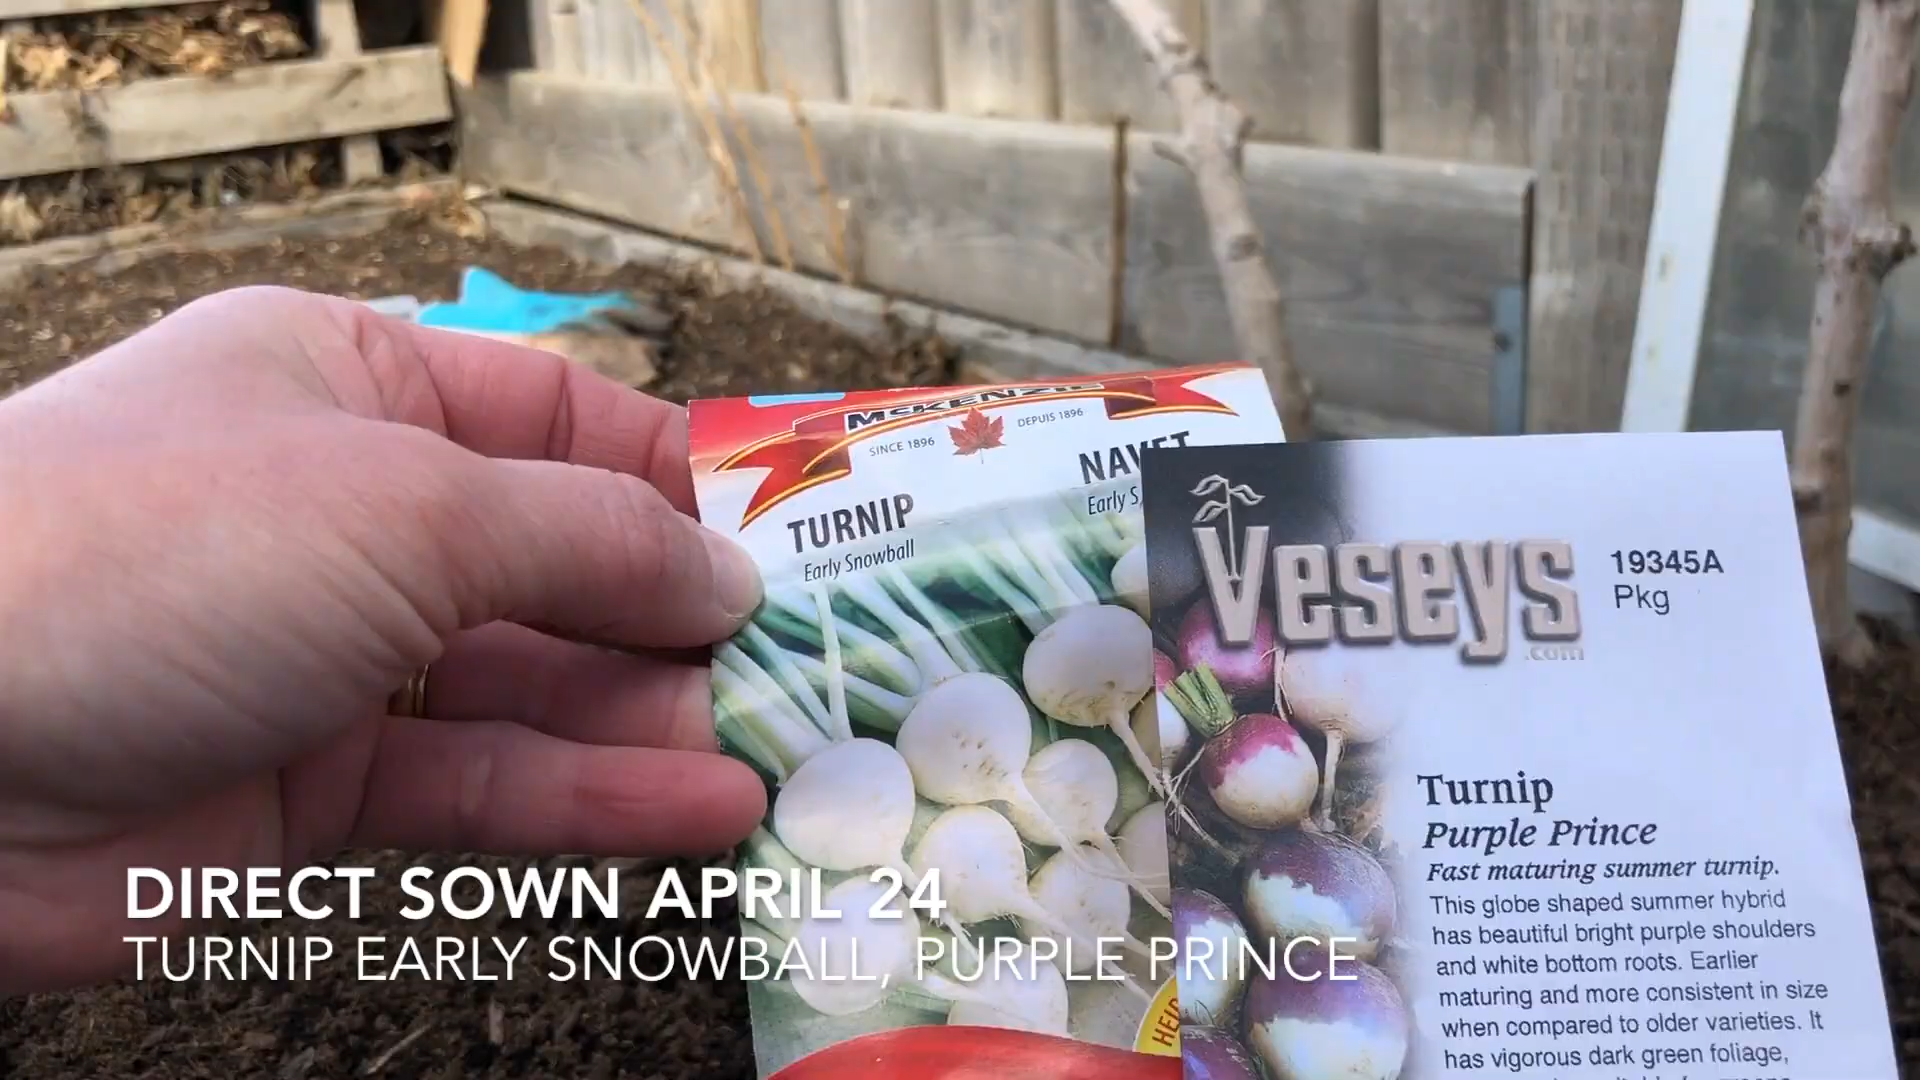 McKENZIE
SINCE 1896
DEPUIS 1896
TURNIP
Early Snowball
NAVET
Early S
Veseys
.com
19345A
Pkg
Turnip
Purple Prince
Fast maturing summer turnip.
This globe shaped summer hybrid
has beautiful bright purple shoulders
and white bottom roots. Earlier
maturing and more consistent in size
when compared to older varieties. It
has vigorous dark green foliage,
HEI
DIRECT SOWN APRIL 24
TURNIP EARLY SNOWBALL, PURPLE PRINCE